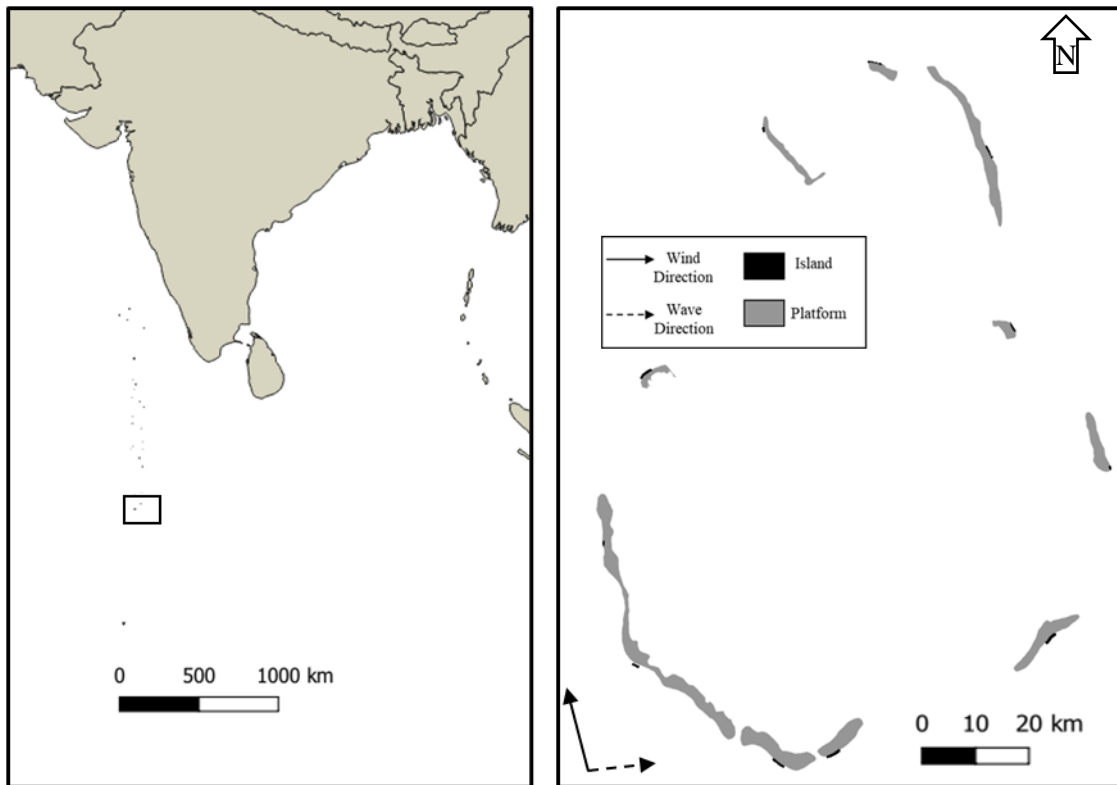 0 500 1000 km
N
Wind
Direction
Island
Wave
Direction
Platform
0 10 20 km